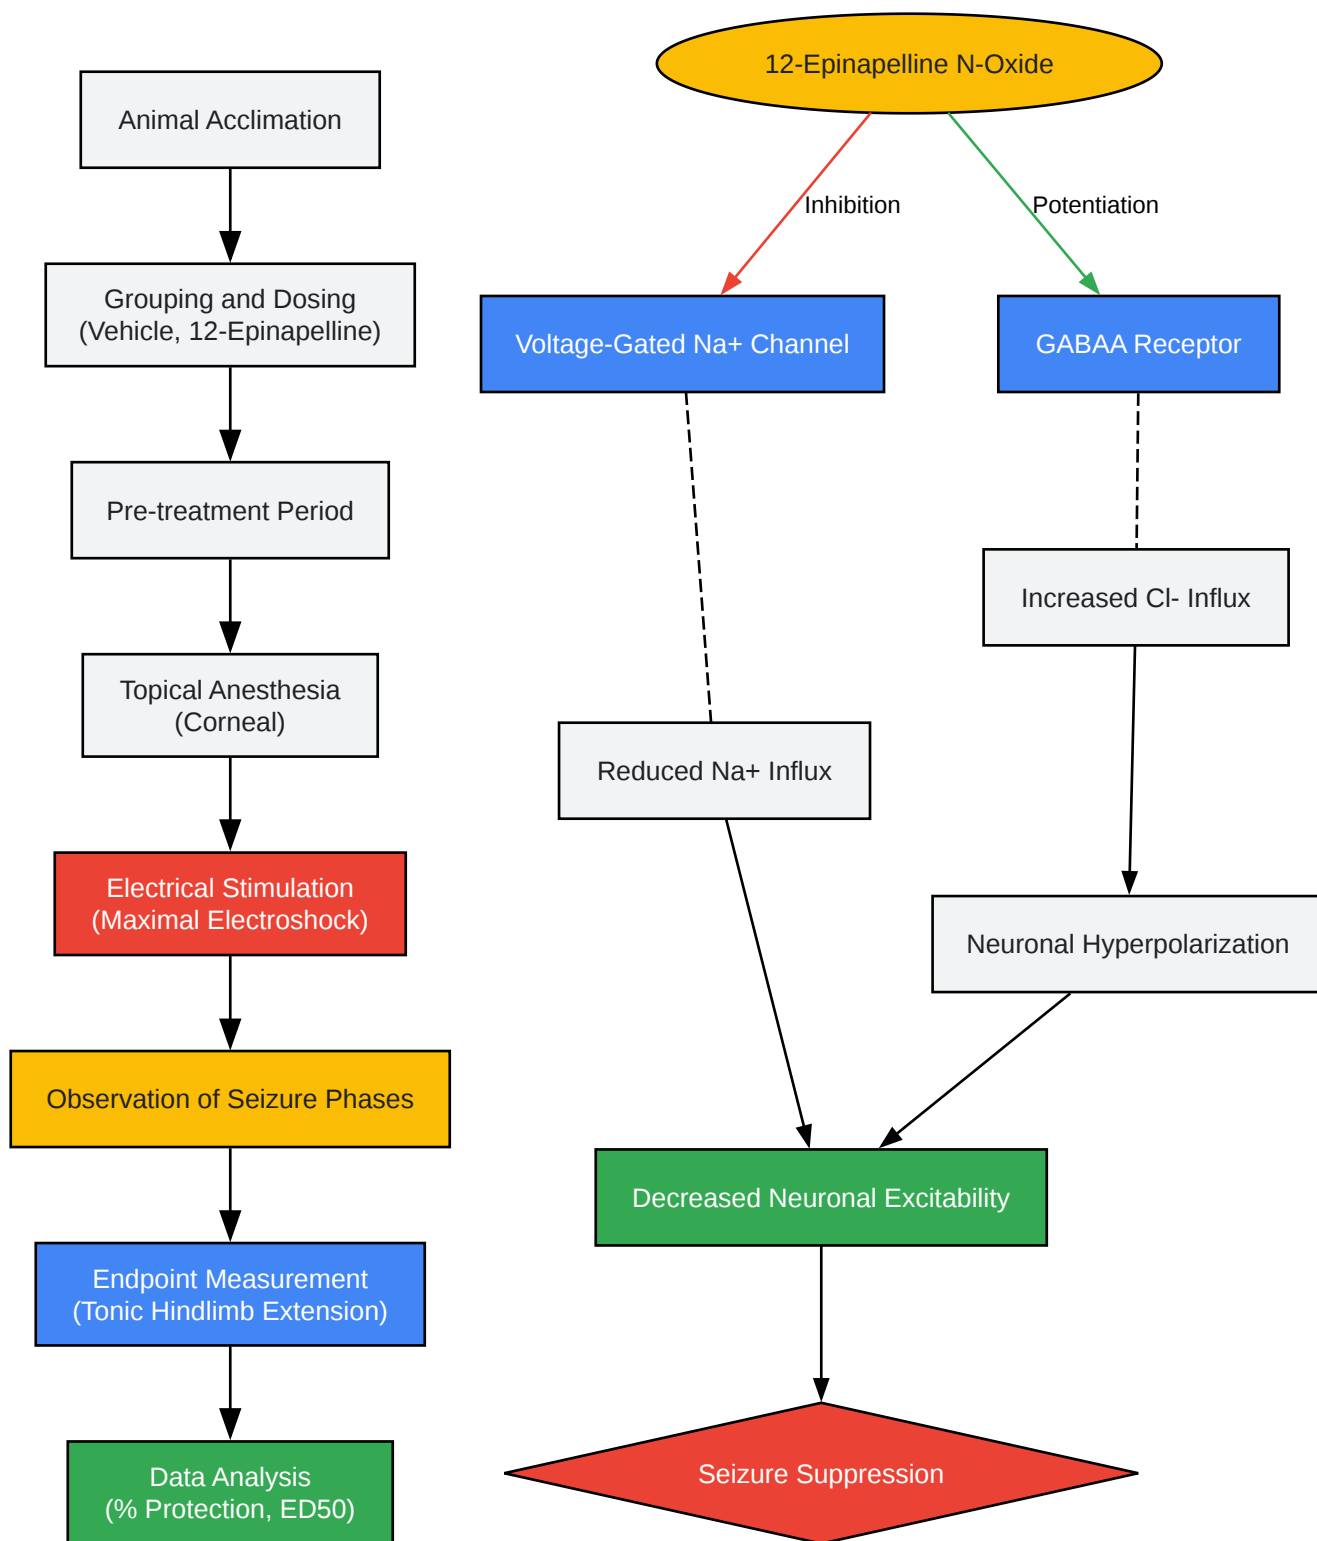 Animal Acclimation
Grouping and Dosing
(Vehicle, 12-Epinapelline)
Pre-treatment Period
Topical Anesthesia
(Corneal)
Electrical Stimulation
(Maximal Electroshock)
Observation of Seizure Phases
Endpoint Measurement
(Tonic Hindlimb Extension)
Data Analysis
(% Protection, ED50)
12-Epinapelline N-Oxide
Inhibition
Potentiation
Voltage-Gated Na+ Channel
GABAA Receptor
Increased Cl- Influx
Reduced Na+ Influx
Neuronal Hyperpolarization
Decreased Neuronal Excitability
Seizure Suppression